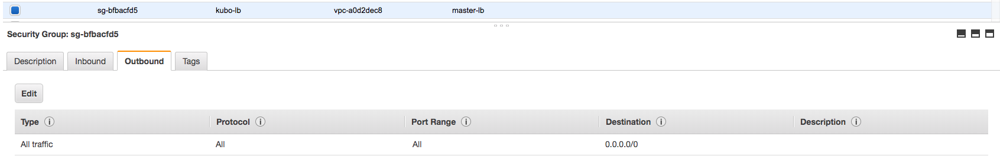 sg-bfbacfd5 kubo-lb vpc-a0d2dec8 master-lb
Security Group: sg-bfbacfd5
Description Inbound Outbound Tags
Edit
Type Protocol Port Range Destination Description
All traffic All All 0.0.0.0/0